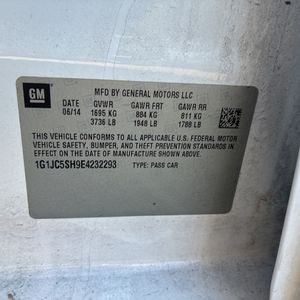 GM
MFD BY GENERAL MOTORS LLC
DATE GVWR GAWR FRT GAWR RR
06/14 1695 KG 884 KG 811 KG
3736 LB 1948 LB 1788 LB
THIS VEHICLE CONFORMS TO ALL APPLICABLE U.S. FEDERAL MOTOR
VEHICLE SAFETY, BUMPER, AND THEFT PREVENTION STANDARDS IN
EFFECT ON THE DATE OF MANUFACTURE SHOWN ABOVE.
1G1JC5SH9E4232293 TYPE: PASS CAR